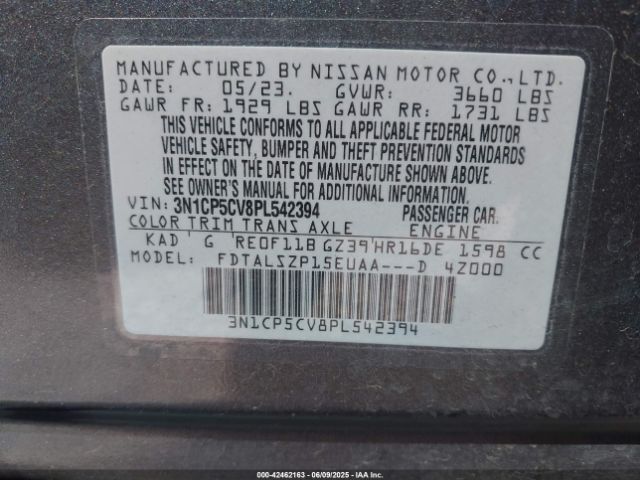 MANUFACTURED BY NISSAN MOTOR CO., LTD.
DATE: 05/23. GVWR: 3660 LBS
GAWR FR: 1929 LBS GAWR RR: 1731 LBS
THIS VEHICLE CONFORMS TO ALL APPLICABLE FEDERAL MOTOR
VEHICLE SAFETY, BUMPER AND THEFT PREVENTION STANDARDS
IN EFFECT ON THE DATE OF MANUFACTURE SHOWN ABOVE.
SEE OWNER'S MANUAL FOR ADDITIONAL INFORMATION.
VIN: 3N1CP5CV8PL542394 PASSENGER CAR.
COLOR TRIM TRANS AXLE ENGINE
KAD G RE0F11B GZ39 HR16DE 1598 CC
MODEL: FDTALSZP15EUAA---D 4Z000
3N1CP5CV8PL542394
000-42462163 - 06/09/2025 - IAA Inc.